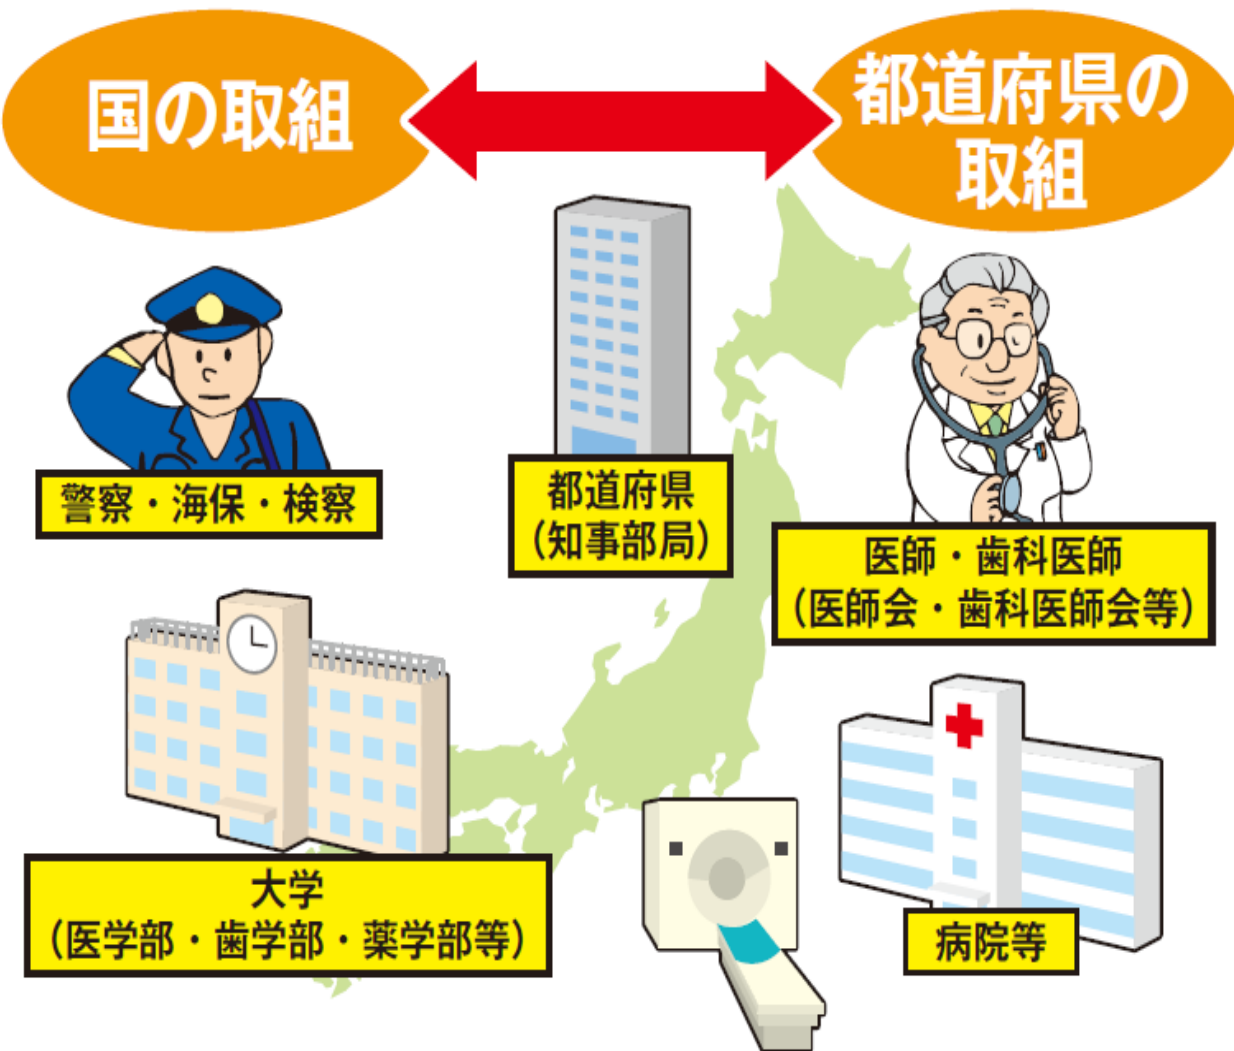 国の取組
都道府県の
取組
警察・海保・検察
都道府県
（知事部局）
医師・歯科医師
（医師会・歯科医師会等）
大学
（医学部・歯学部・薬学部等）
病院等